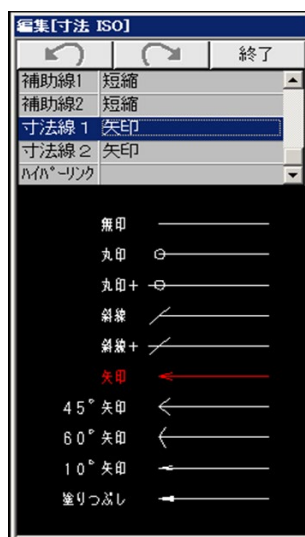 編集[寸法 ISO]
終了
補助線1 短縮
補助線2 短縮
寸法線１ 矢印
寸法線２ 矢印
ﾊｲﾊﾟｰﾘﾝｸ
無印
丸印
丸印+
斜線
斜線+
矢印
45°矢印
60°矢印
10°矢印
塗りつぶし